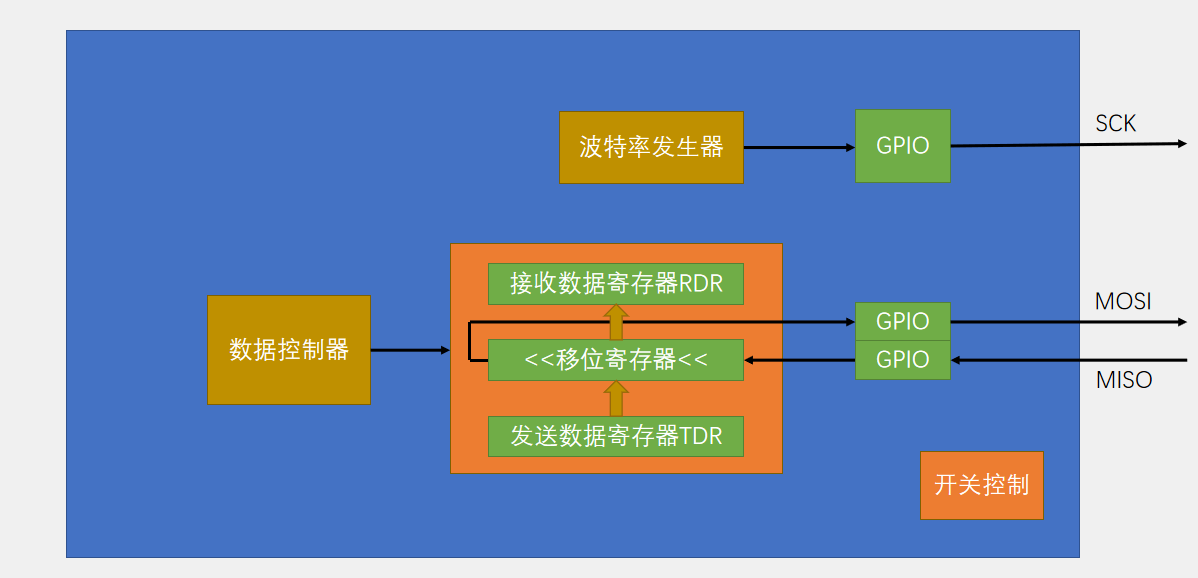 波特率发生器
GPIO
SCK
接收数据寄存器RDR
数据控制器
<<移位寄存器<<
发送数据寄存器TDR
GPIO
MOSI
GPIO
MISO
开关控制